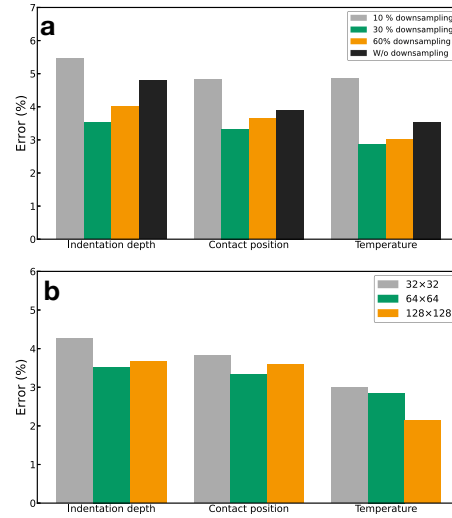 a
10 % downsampling
30 % downsampling
60% downsampling
W/o downsampling
7
6
5
4
3
2
1
0
Error (%)
Indentation depth Contact position Temperature
b
32×32
64×64
128×128
6
5
4
3
2
1
0
Error (%)
Indentation depth Contact position Temperature